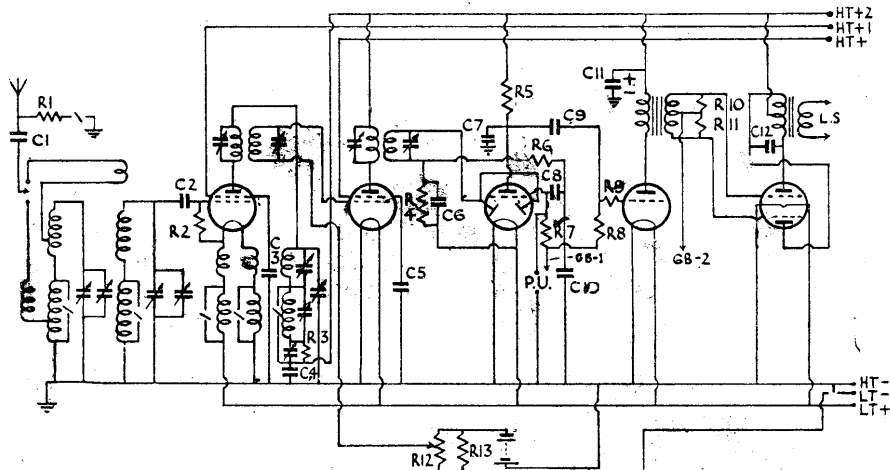 HT+2
HT+1
HT+
R1
C1
C2
R2
C3
R3
C4
C5
R4
C6
C7
R5
C9
R6
C8
R7
GB-1
P.U.
C10
R9
R8
C11
+
-
R10
R11
GB-2
C12
L.S
HT-
LT-
LT+
R12
R13